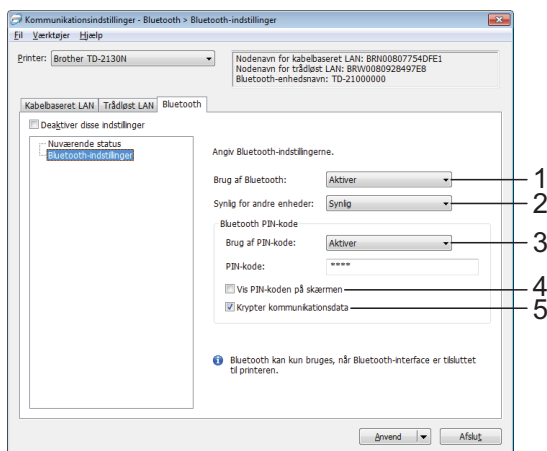 Kommunikationsindstillinger - Bluetooth > Bluetooth-indstillinger
Fil Værktøjer Hjælp
Printer: Brother TD-2130N
Nodenavn for kabelbaseret LAN: BRN00807754DFE1
Nodenavn for trådløst LAN: BRW0080928497E8
Bluetooth-enhedsnavn: TD-21000000
Kabelbaseret LAN Trådløst LAN Bluetooth
Deaktiver disse indstillinger
Nuværende status
Bluetooth-indstillinger
Angiv Bluetooth-indstillingerne.
Brug af Bluetooth: Aktiver 1
Synlig for andre enheder: Synlig 2
Bluetooth PIN-kode
Brug af PIN-kode: Aktiver 3
PIN-kode: ****
Vis PIN-koden på skærmen 4
Krypter kommunikationsdata 5
Bluetooth kan kun bruges, når Bluetooth-interface er tilsluttet
til printeren.
Anvend Afslut